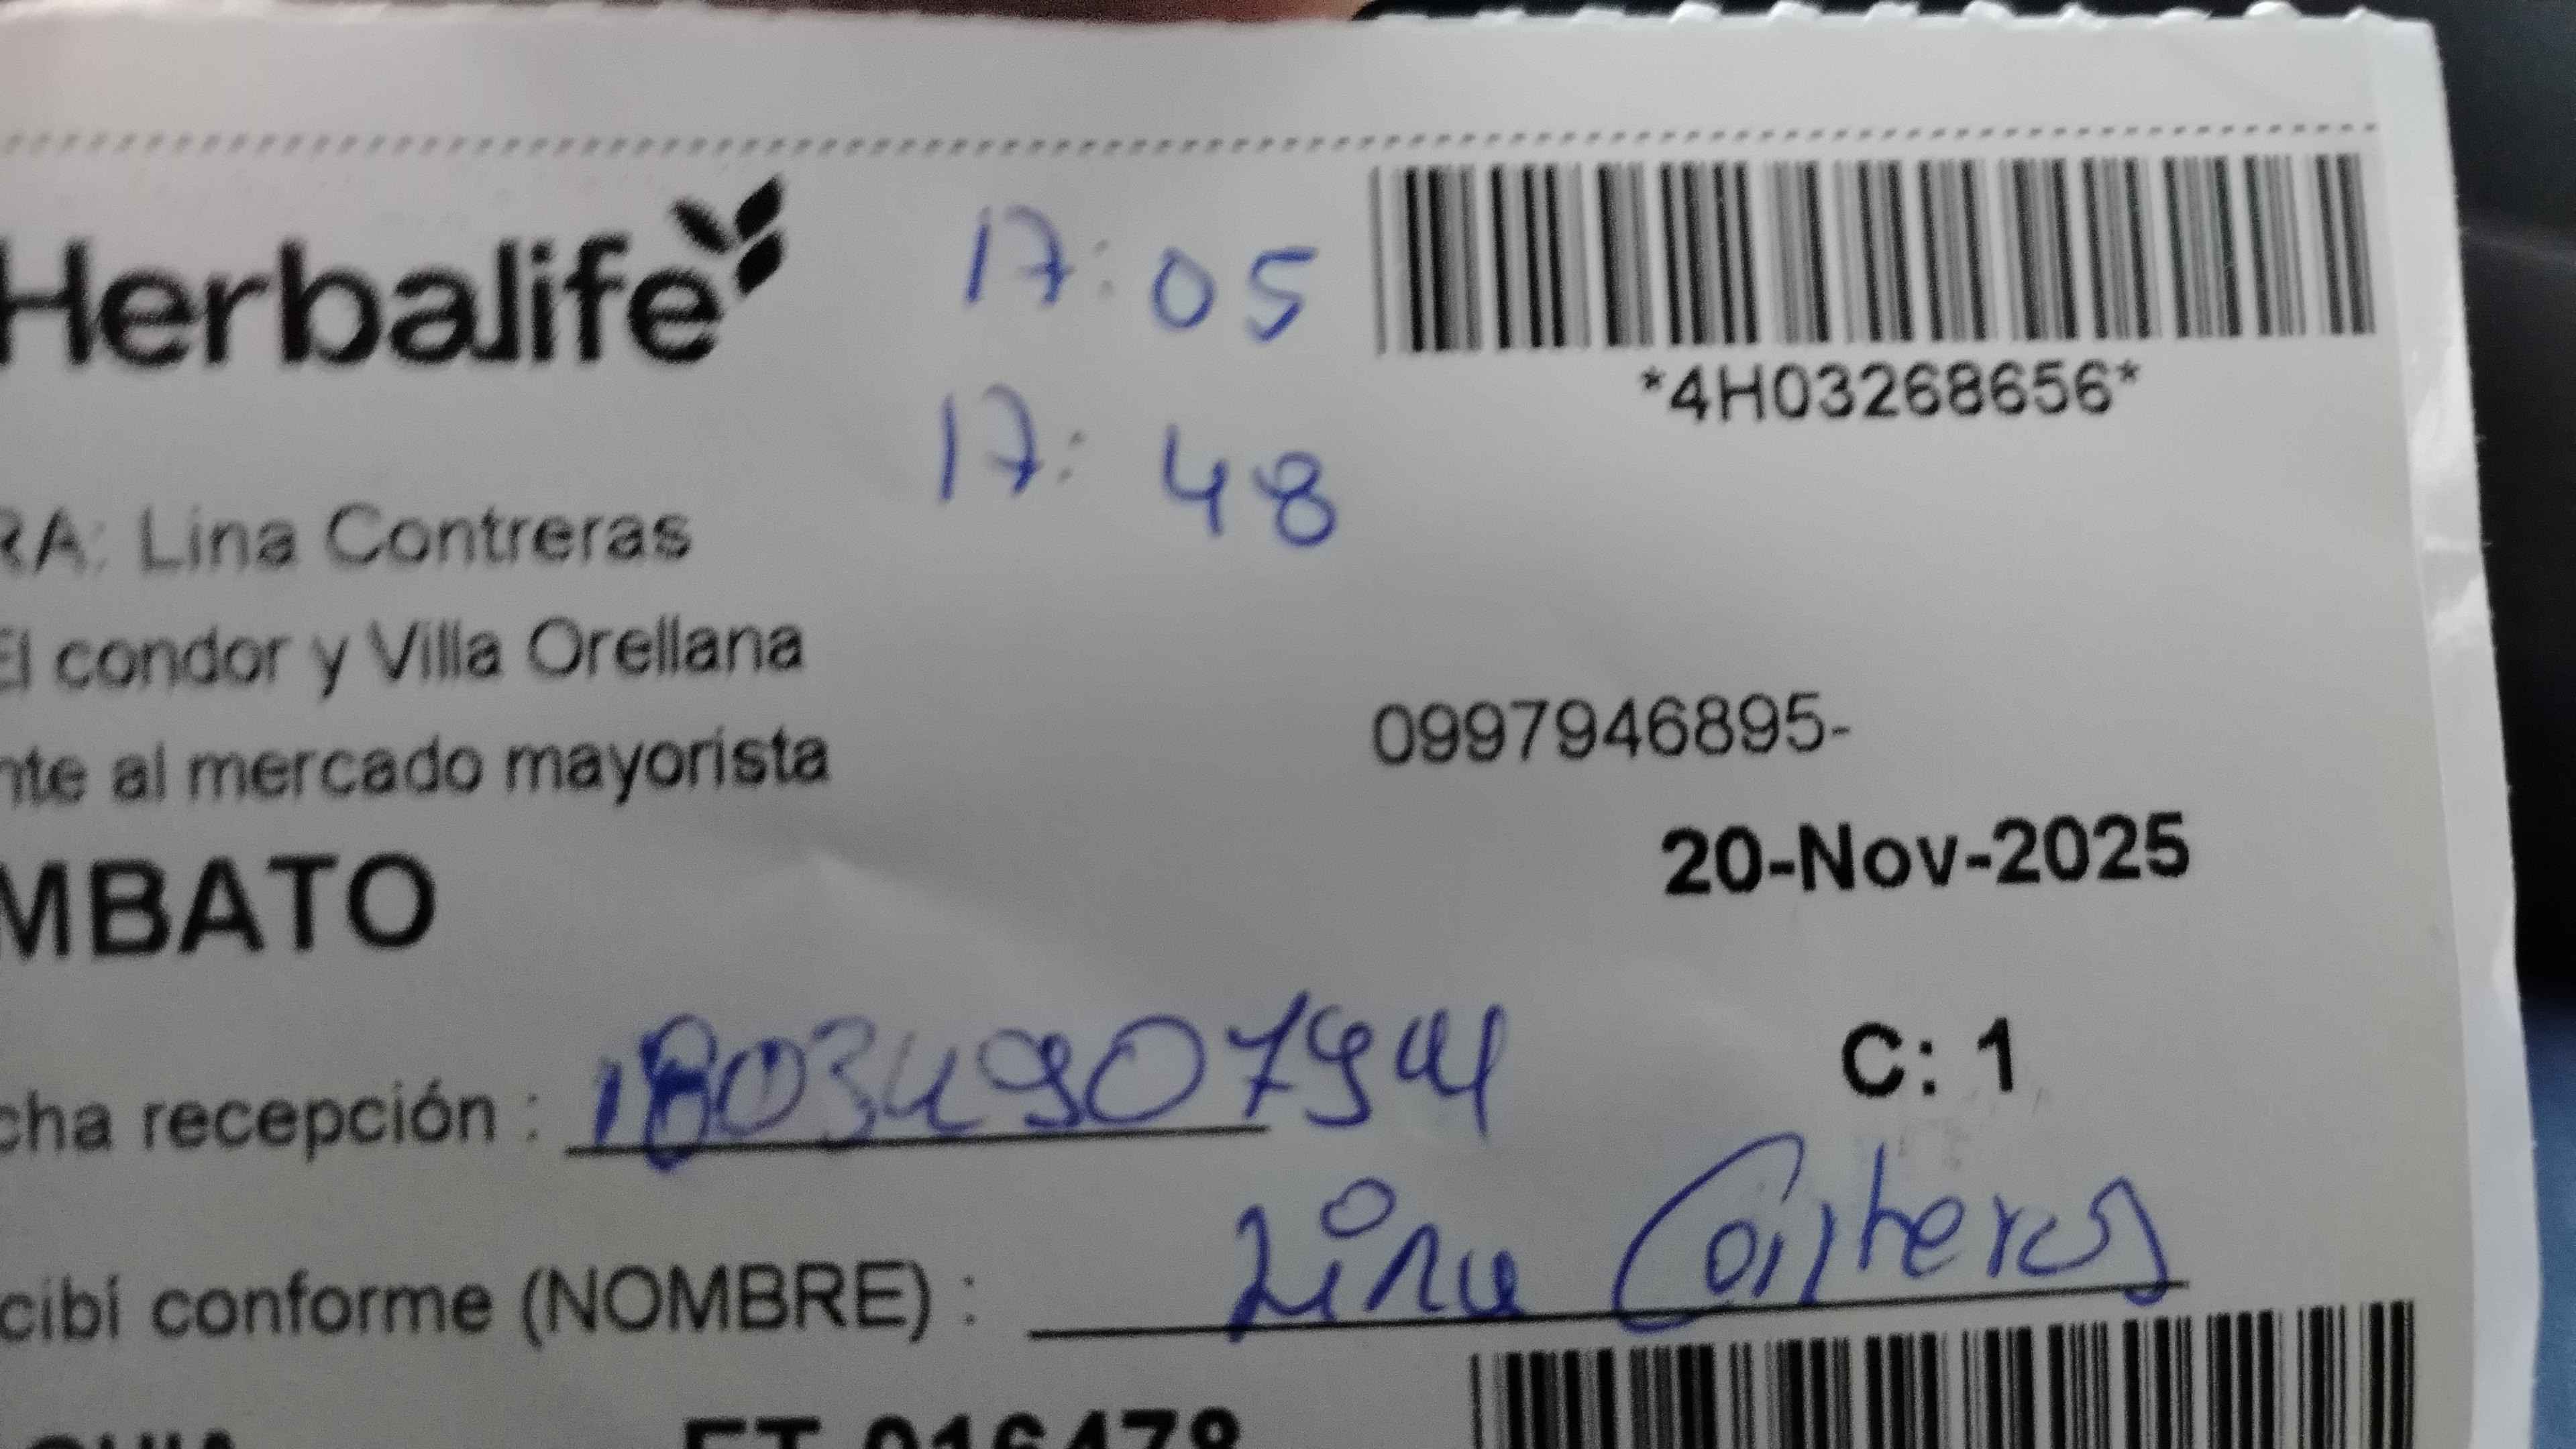 Herbalife
17:05
17:48
*4H03268656*
RA: Lina Contreras
El condor y Villa Orellana
nte al mercado mayorista
0997946895-
MBATO
20-Nov-2025
cha recepción : 1803490794
C: 1
cibí conforme (NOMBRE) : Lina Contreras